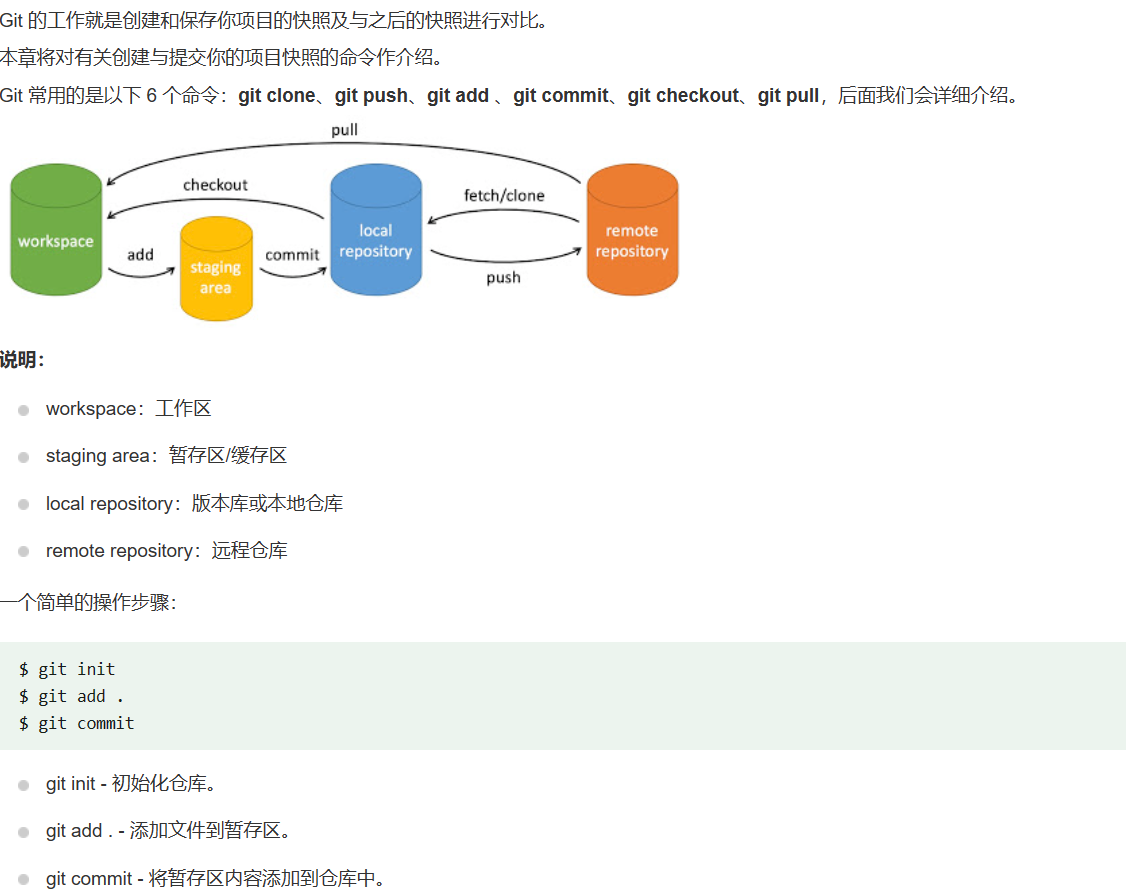 Git 的工作就是创建和保存你项目的快照及与之后的快照进行对比。
本章将对有关创建与提交你的项目快照的命令作介绍。
Git 常用的是以下 6 个命令：git clone、git push、git add 、git commit、git checkout、git pull，后面我们会详细介绍。
pull
checkout
fetch/clone
workspace
add
staging
area
commit
local
repository
push
remote
repository
说明：
workspace：工作区
staging area：暂存区/缓存区
local repository：版本库或本地仓库
remote repository：远程仓库
一个简单的操作步骤：
$ git init
$ git add .
$ git commit
git init - 初始化仓库。
git add . - 添加文件到暂存区。
git commit - 将暂存区内容添加到仓库中。